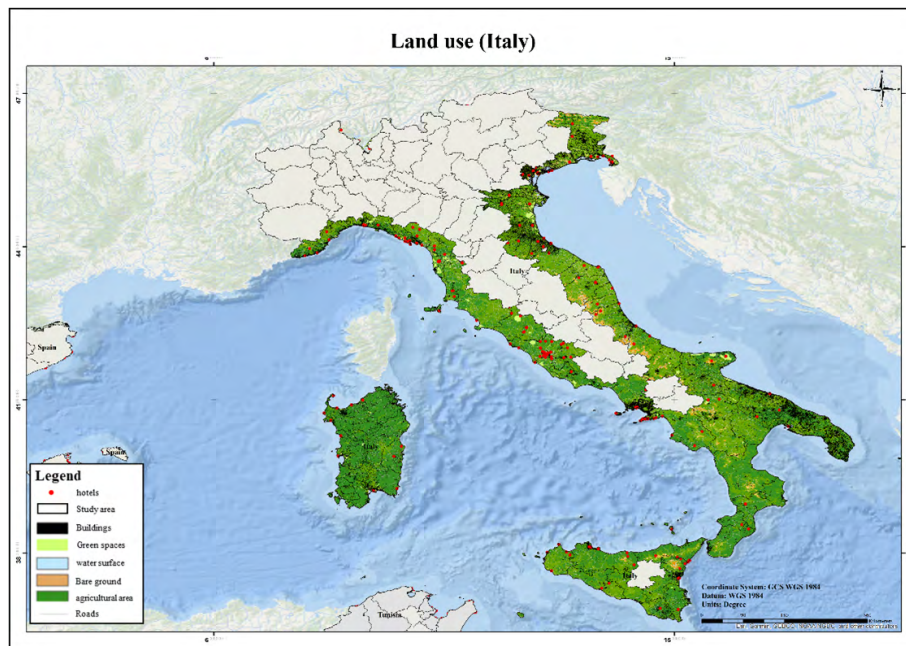 Land use (Italy)
47
44
Italy
Spain
41
Spain
Italy
Legend
hotels
Study area
Buildings
Green spaces
water surface
Bare ground
agricultural area
Roads
38
Italy
Tunisia
Coordinate System: GCS WGS 1984
Datum: WGS 1984
Units: Degree
6